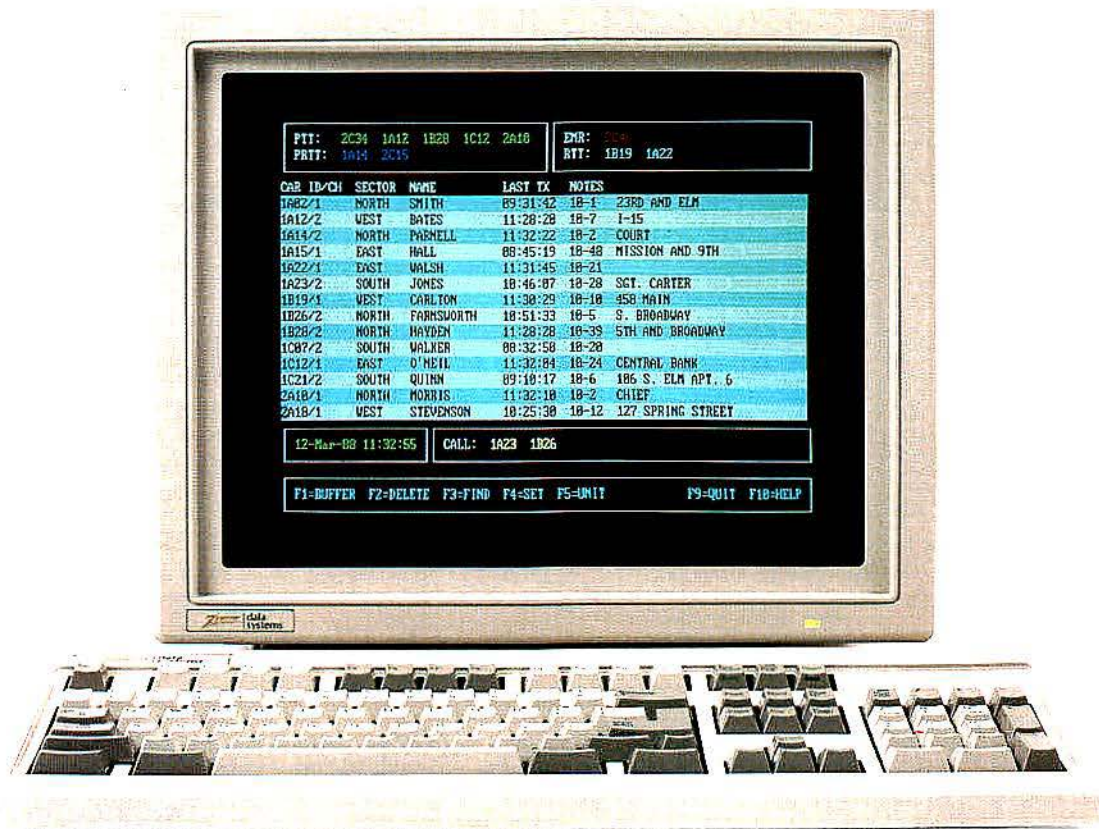 PTT: 2C34 1A12 1B28 1C12 2A18
PRTT: 1A14 2C15
EMR:
RTT: 1B19 1A22
CAR ID/CH SECTOR NAME LAST TX NOTES
1A02/1 NORTH SMITH 09:31:42 10-1 23RD AND ELM
1A12/2 WEST BATES 11:28:20 10-7 I-15
1A14/2 NORTH PARNELL 11:32:22 10-2 COURT
1A15/1 EAST HALL 08:45:19 10-48 MISSION AND 9TH
1A22/1 EAST WALSH 11:31:45 10-21
1A23/2 SOUTH JONES 10:46:07 10-28 SGT. CARTER
1B19/1 WEST CARLTON 11:30:29 10-10 458 MAIN
1B26/2 NORTH FARNSWORTH 10:51:33 10-5 S. BROADWAY
1B28/2 NORTH HAYDEN 11:28:28 10-39 5TH AND BROADWAY
1C07/2 SOUTH WALKER 08:32:50 10-20
1C12/1 EAST O'NEIL 11:32:04 10-24 CENTRAL BANK
1C21/2 SOUTH QUINN 09:10:17 10-6 106 S. ELM APT. 6
2A10/1 NORTH MORRIS 11:32:10 10-2 CHIEF
2A18/1 WEST STEVENSON 10:25:30 10-12 127 SPRING STREET
12-Mar-88 11:32:55 CALL: 1A23 1B26
F1=BUFFER F2=DELETE F3=FIND F4=SET F5=UNIT F9=QUIT F10=HELP
data
systems